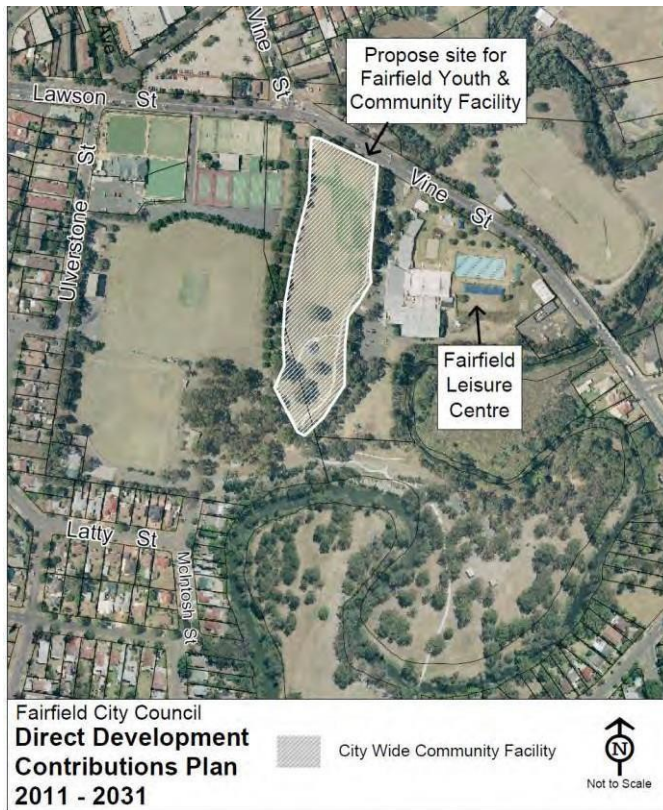 Ave
Vine St
Propose site for
Fairfield Youth &
Community Facility
Lawson St
Ulverstone St
Vine St
Fairfield
Leisure
Centre
Latty St
McIntosh St
Fairfield City Council
Direct Development
Contributions Plan
2011 - 2031
City Wide Community Facility
N
Not to Scale